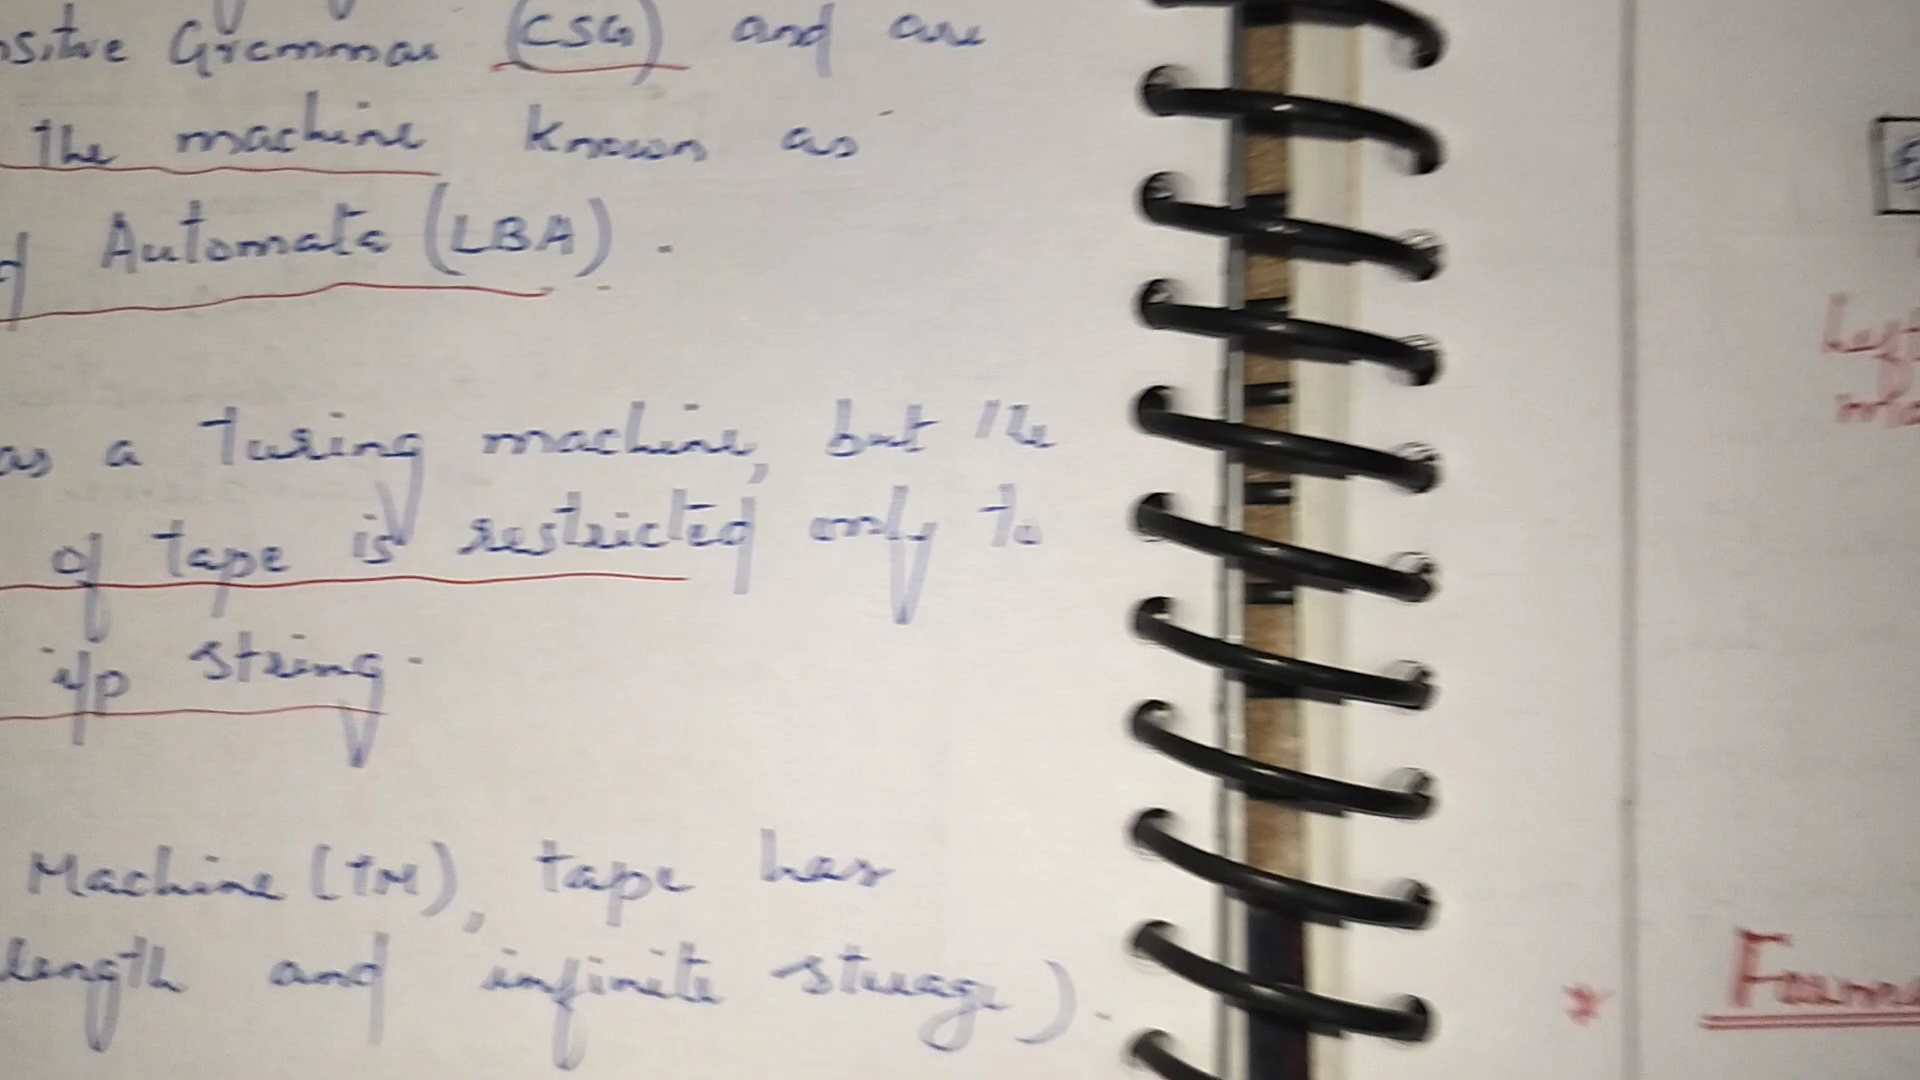 Grammar (CSG) and are
the machine known as
Automata (LBA).
as a Turing machine, but the
of tape is restricted only to
i/p string.
Machine (TM), tape has
length and infinite storage).
*